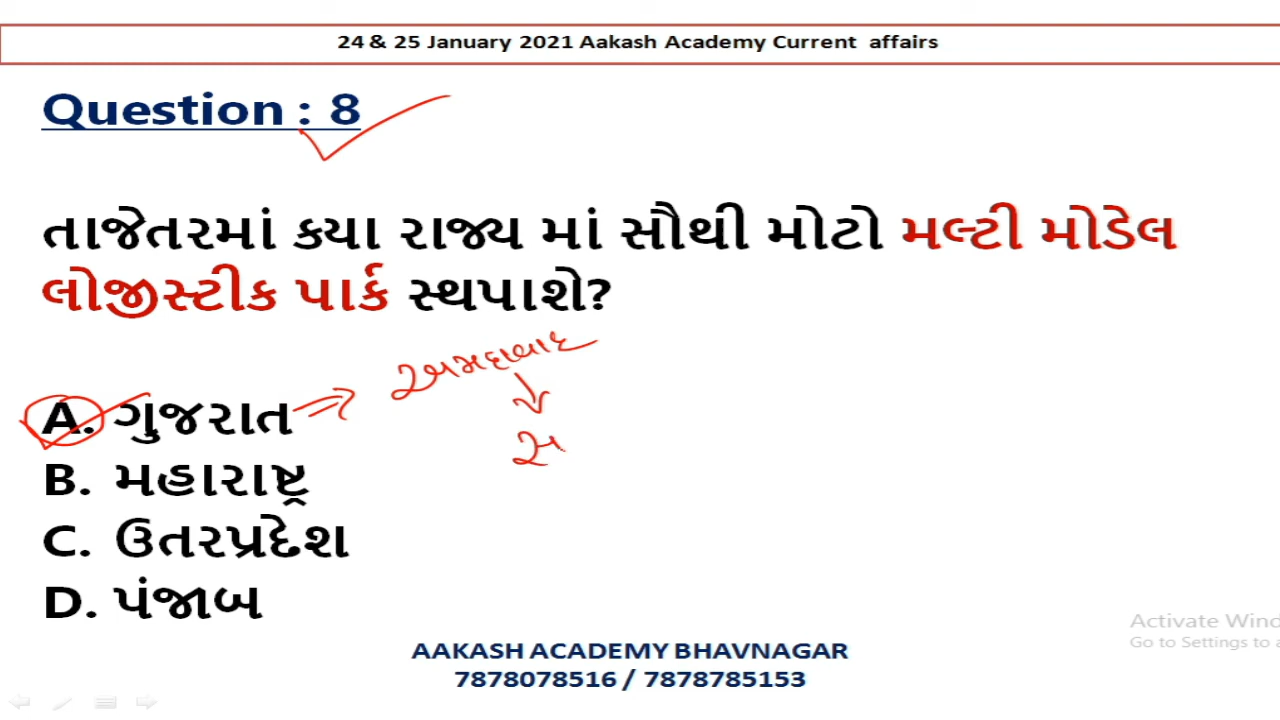 24 & 25 January 2021 Aakash Academy Current affairs
Question : 8
તાજેતરમાં કયા રાજ્ય માં સૌથી મોટો મલ્ટી મોડેલ
લોજીસ્ટીક પાર્ક સ્થપાશે?
અમદાવાદ
A. ગુજરાત
સ
B. મહારાષ્ટ્ર
C. ઉતરપ્રદેશ
D. પંજાબ
Activate Wind
Go to Settings to a
AAKASH ACADEMY BHAVNAGAR
7878078516 / 7878785153